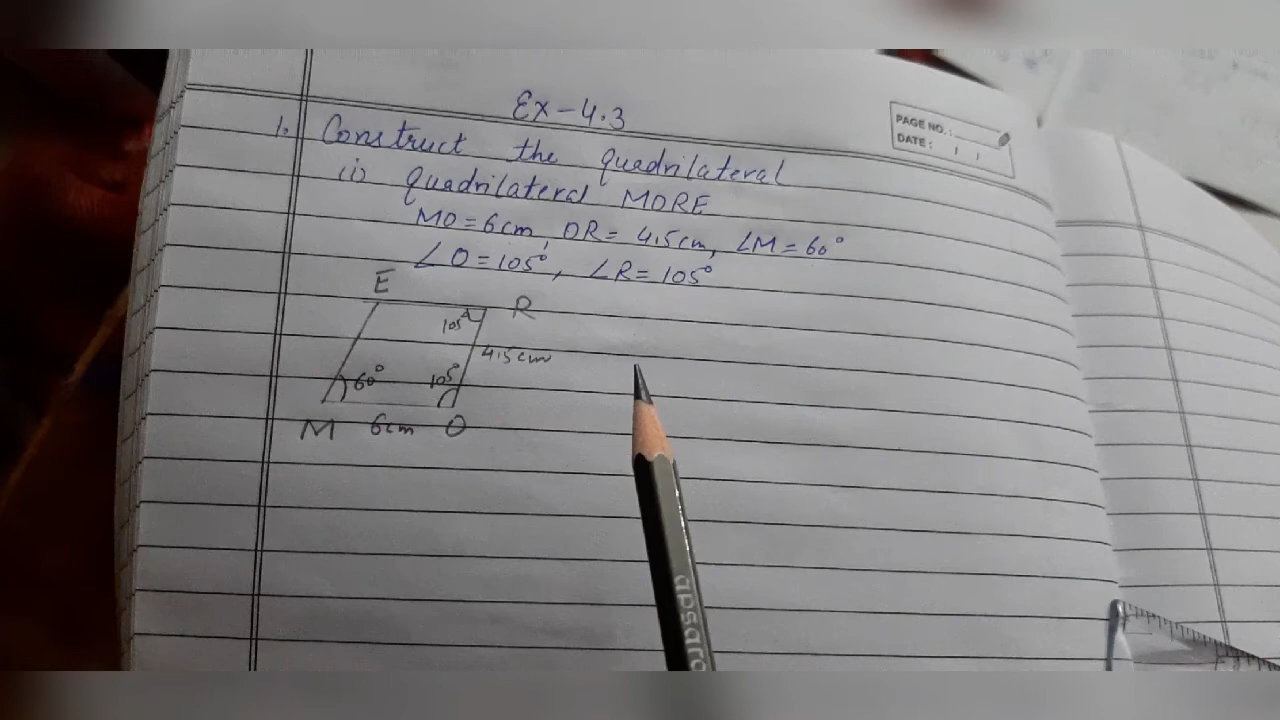 Ex-4.3
PAGE NO.:
DATE:
1. Construct the quadrilateral
(i) quadrilateral MORE
MO = 6cm, OR = 4.5cm, ∠M = 60°
∠O = 105°, ∠R = 105°
E
R
105°
4.5cm
60°
105°
M
6cm
O
apsara